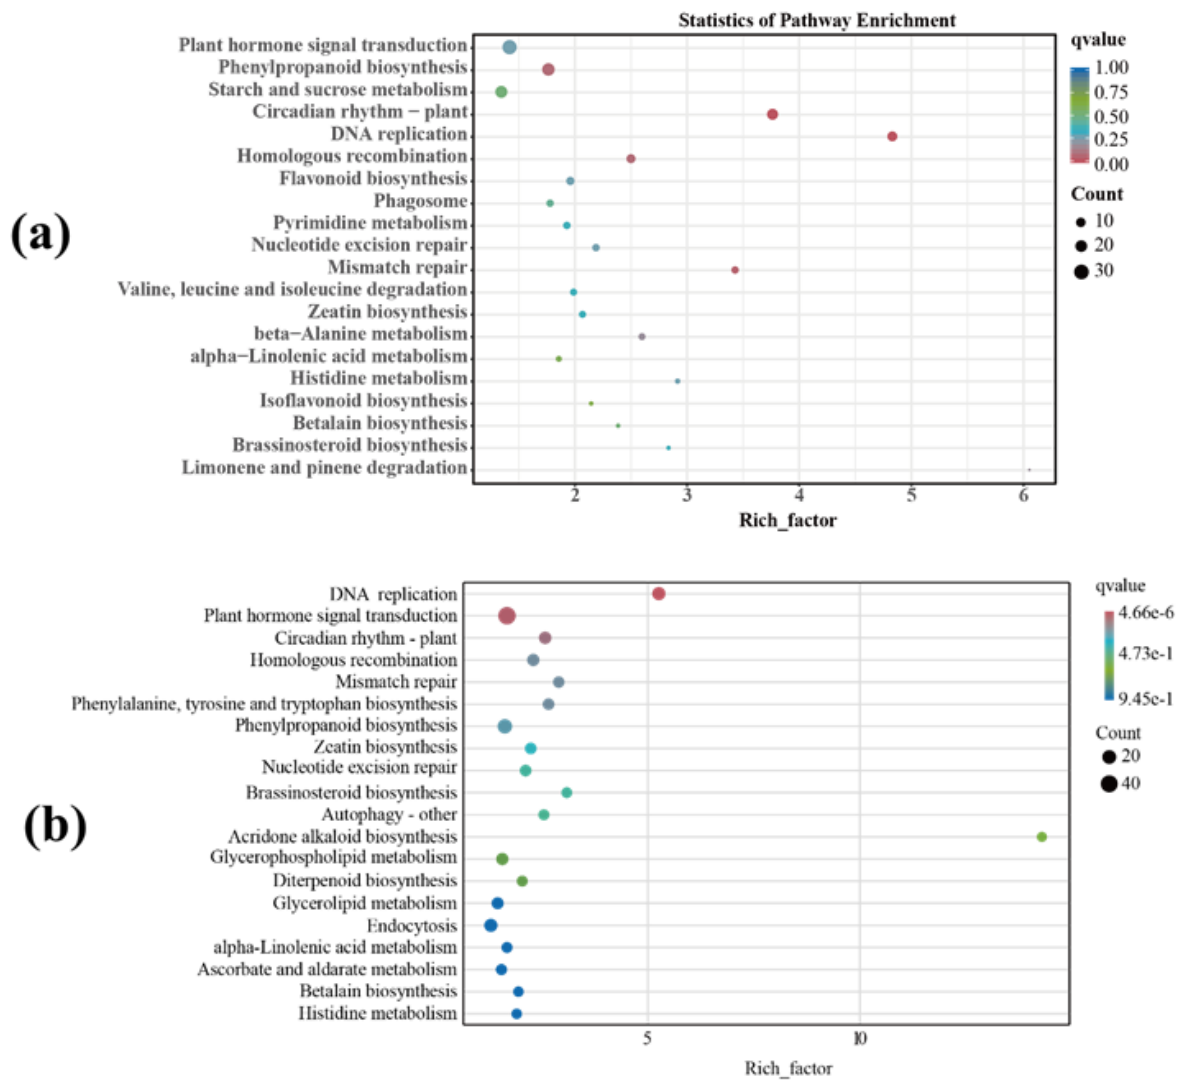 Statistics of Pathway Enrichment
(a)
Plant hormone signal transduction
Phenylpropanoid biosynthesis
Starch and sucrose metabolism
Circadian rhythm − plant
DNA replication
Homologous recombination
Flavonoid biosynthesis
Phagosome
Pyrimidine metabolism
Nucleotide excision repair
Mismatch repair
Valine, leucine and isoleucine degradation
Zeatin biosynthesis
beta−Alanine metabolism
alpha−Linolenic acid metabolism
Histidine metabolism
Isoflavonoid biosynthesis
Betalain biosynthesis
Brassinosteroid biosynthesis
Limonene and pinene degradation
2 3 4 5 6
Rich_factor
qvalue
1.00
0.75
0.50
0.25
0.00
Count
10
20
30
(b)
DNA replication
Plant hormone signal transduction
Circadian rhythm - plant
Homologous recombination
Mismatch repair
Phenylalanine, tyrosine and tryptophan biosynthesis
Phenylpropanoid biosynthesis
Zeatin biosynthesis
Nucleotide excision repair
Brassinosteroid biosynthesis
Autophagy - other
Acridone alkaloid biosynthesis
Glycerophospholipid metabolism
Diterpenoid biosynthesis
Glycerolipid metabolism
Endocytosis
alpha-Linolenic acid metabolism
Ascorbate and aldarate metabolism
Betalain biosynthesis
Histidine metabolism
5 10
Rich_factor
qvalue
4.66e-6
4.73e-1
9.45e-1
Count
20
40